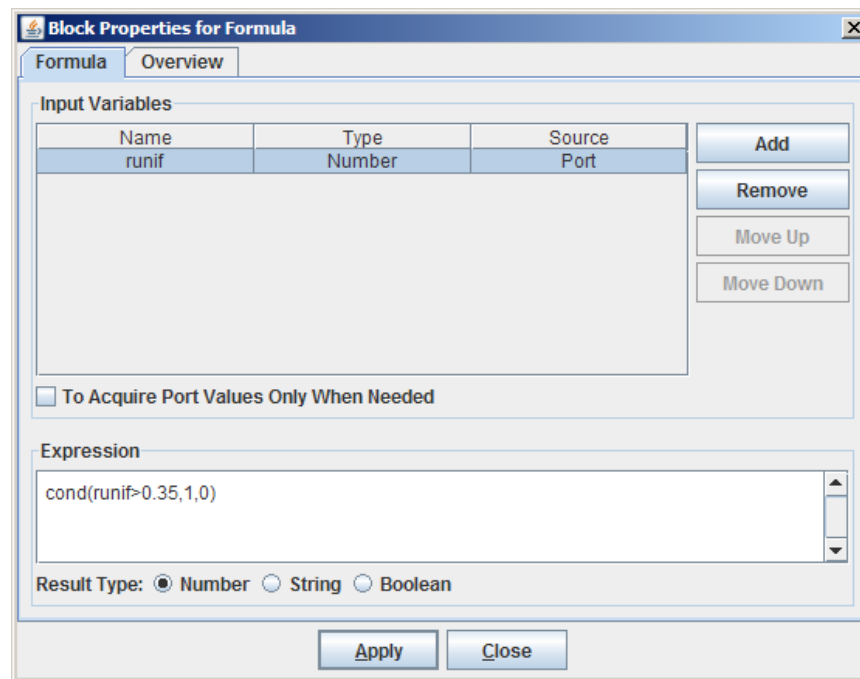 Block Properties for Formula
Formula Overview
Input Variables
Name Type Source
runif Number Port
Add
Remove
Move Up
Move Down
To Acquire Port Values Only When Needed
Expression
cond(runif>0.35,1,0)
Result Type: Number String Boolean
Apply Close